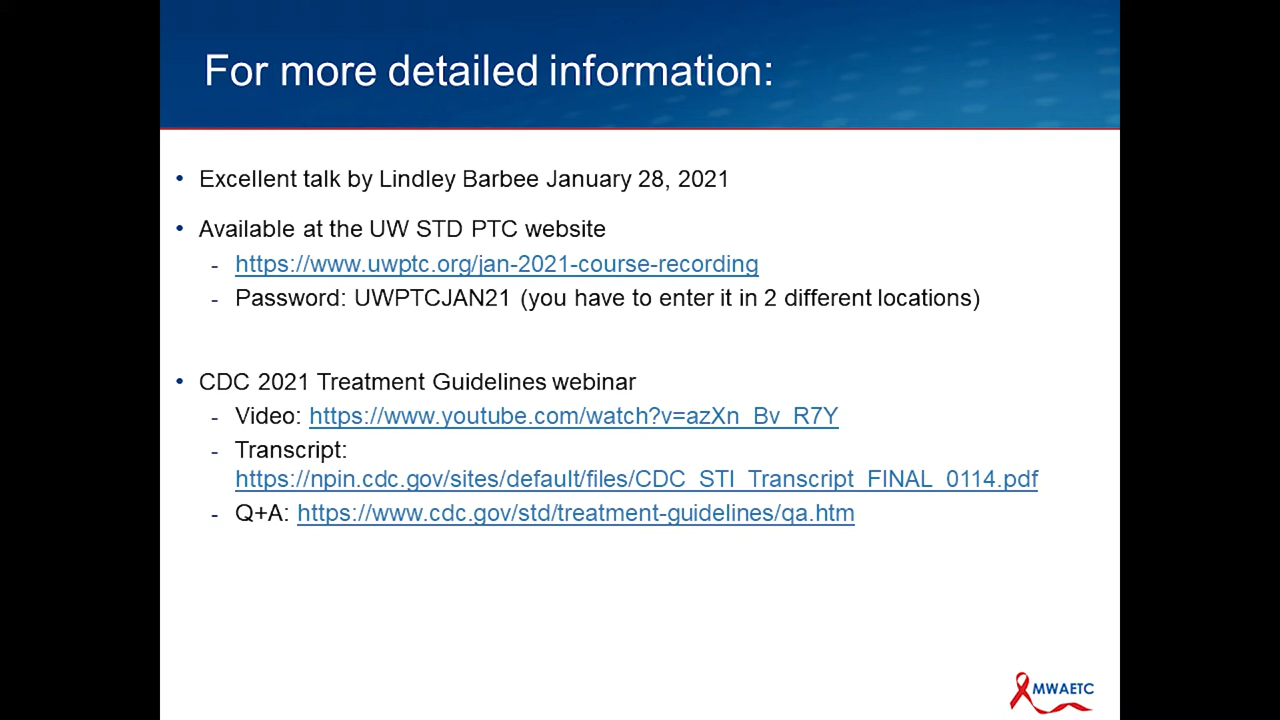 For more detailed information:
• Excellent talk by Lindley Barbee January 28, 2021
• Available at the UW STD PTC website
- https://www.uwptc.org/jan-2021-course-recording
- Password: UWPTCJAN21 (you have to enter it in 2 different locations)
• CDC 2021 Treatment Guidelines webinar
- Video: https://www.youtube.com/watch?v=azXn_Bv_R7Y
- Transcript:
https://npin.cdc.gov/sites/default/files/CDC_STI_Transcript_FINAL_0114.pdf
- Q+A: https://www.cdc.gov/std/treatment-guidelines/qa.htm
MWAETC